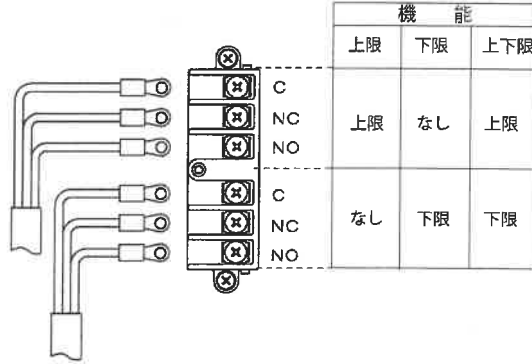 機 能
上限 下限 上下限
C
NC 上限 なし 上限
NO
C
NC なし 下限 下限
NO